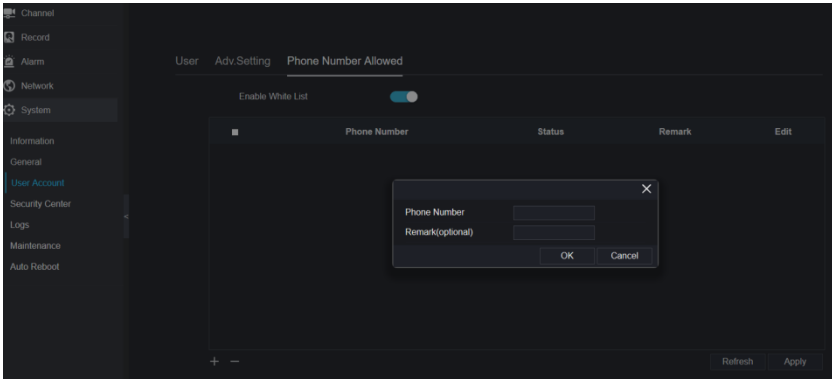 Channel
Record
Alarm
Network
System
Information
General
User Account
Security Center
Logs
Maintenance
Auto Reboot
User Adv.Setting Phone Number Allowed
Enable White List
Phone Number Status Remark Edit
Phone Number
Remark(optional)
OK Cancel
Refresh Apply